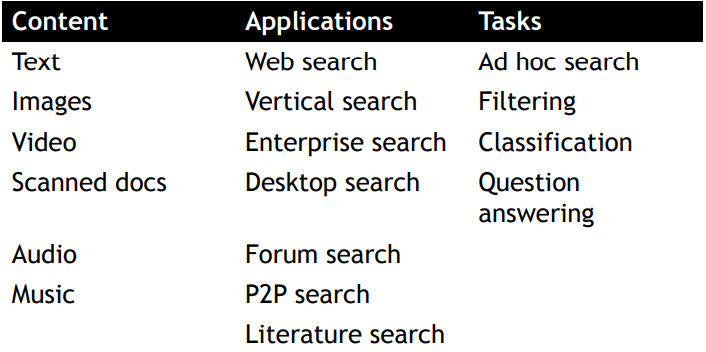 Content Applications Tasks
Text Web search Ad hoc search
Images Vertical search Filtering
Video Enterprise search Classification
Scanned docs Desktop search Question
answering
Audio Forum search
Music P2P search
Literature search